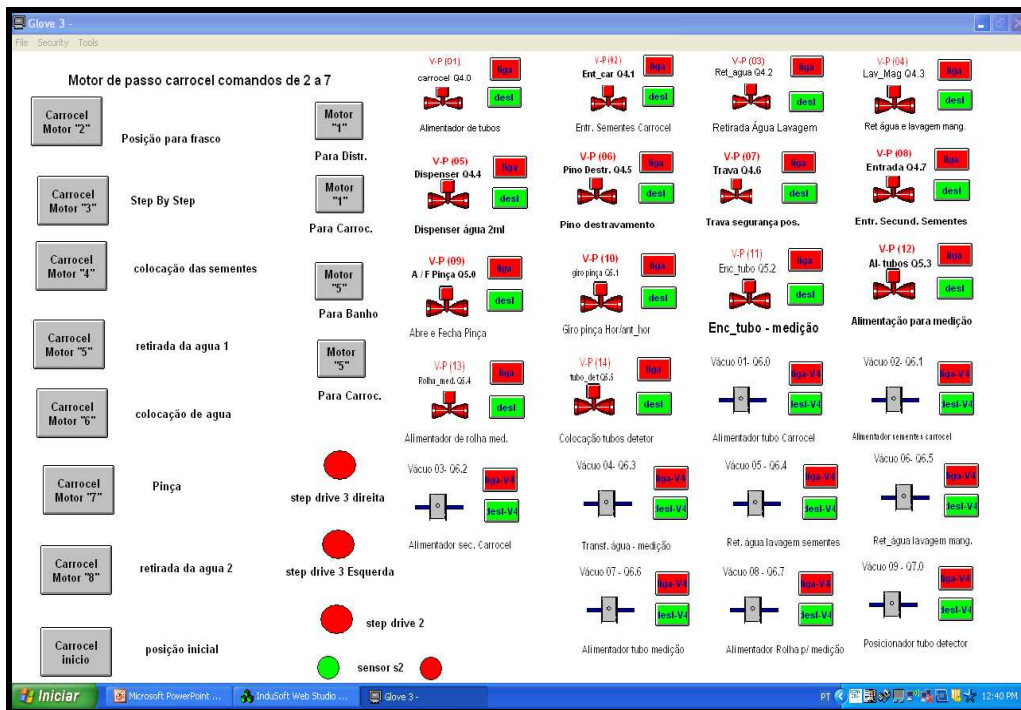 Glove 3 -
File Security Tools
Motor de passo carrocel comandos de 2 a 7
Carrocel
Motor "2"
Posição para frasco
Carrocel
Motor "3"
Step By Step
Carrocel
Motor "4"
colocação das sementes
Carrocel
Motor "5"
retirada da agua 1
Carrocel
Motor "6"
colocação de agua
Carrocel
Motor "7"
Pinça
Carrocel
Motor "8"
retirada da agua 2
Carrocel
inicio
posição inicial
Motor
"1"
Para Distr.
Motor
"1"
Para Carroc.
Motor
"5"
Para Banho
Motor
"5"
Para Carroc.
step drive 3 direita
step drive 3 Esquerda
step drive 2
sensor s2
V-P (01)
carrocel Q4.0
liga
desl
Alimentador de tubos
V-P (02)
Ent_car Q4.1
liga
desl
Entr. Sementes Carrocel
V-P (03)
Ret_agua Q4.2
liga
desl
Retirada Água Lavagem
V-P (04)
Lav_Mag Q4.3
liga
desl
Ret água e lavagem mang.
V-P (05)
Dispenser Q4.4
liga
desl
Dispenser água 2ml
V-P (06)
Pino Destr. Q4.5
liga
desl
Pino destravamento
V-P (07)
Trava Q4.6
liga
desl
Trava segurança pos.
V-P (08)
Entrada Q4.7
liga
desl
Entr. Secund. Sementes
V-P (09)
A / F Pinça Q5.0
liga
desl
Abre e Fecha Pinça
V-P (10)
giro pinça Q5.1
liga
desl
Giro pinça Hor/ant_hor
V-P (11)
Enc_tubo Q5.2
liga
desl
Enc_tubo - medição
V-P (12)
Al- tubos Q5.3
liga
desl
Alimentação para medição
V-P (13)
Rolha_med. Q5.4
liga
desl
Alimentador de rolha med.
V-P (14)
tubo_det Q5.5
liga
desl
Colocação tubos detetor
Vácuo 01- Q6.0
liga-V4
desl-V4
Alimentador tubo Carrocel
Vácuo 02- Q6.1
liga-V4
desl-V4
Alimentador sementes carrocel
Vácuo 03- Q6.2
liga-V4
desl-V4
Alimentador sec. Carrocel
Vácuo 04- Q6.3
liga-V4
desl-V4
Transf. água - medição
Vácuo 05 - Q6.4
liga-V4
desl-V4
Ret. água lavagem sementes
Vácuo 06- Q6.5
liga-V4
desl-V4
Ret_água lavagem mang.
Vácuo 07 - Q6.6
liga-V4
desl-V4
Alimentador tubo medição
Vácuo 08 - Q6.7
liga-V4
desl-V4
Alimentador Rolha p/ medição
Vácuo 09 - Q7.0
liga-V4
desl-V4
Posicionador tubo detector
Iniciar
Microsoft PowerPoint ...
InduSoft Web Studio ...
Glove 3 -
PT
12:40 PM